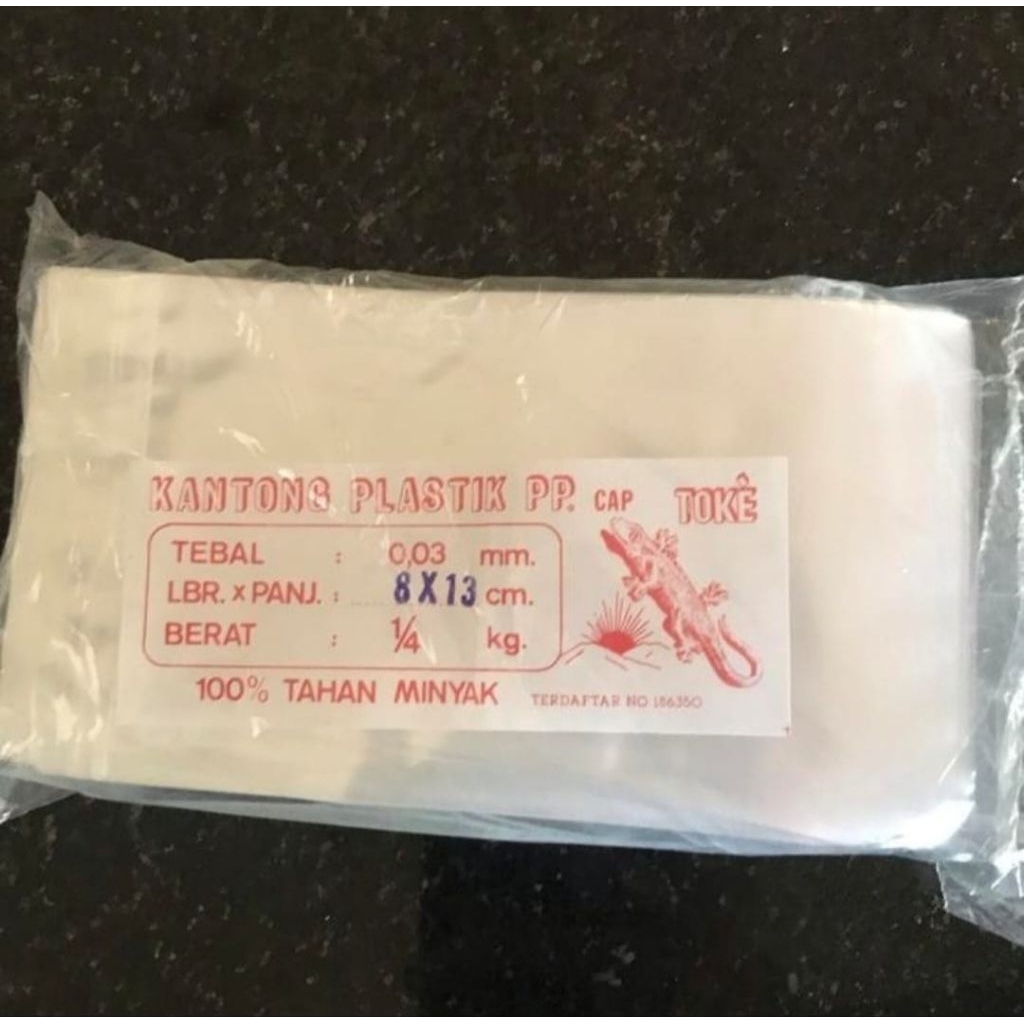 KANTONG PLASTIK PP. CAP TOKÊ
TEBAL : 0,03 mm.
LBR. x PANJ. : 8 X 13 cm.
BERAT : ¼ kg.
100% TAHAN MINYAK
TERDAFTAR NO 186350